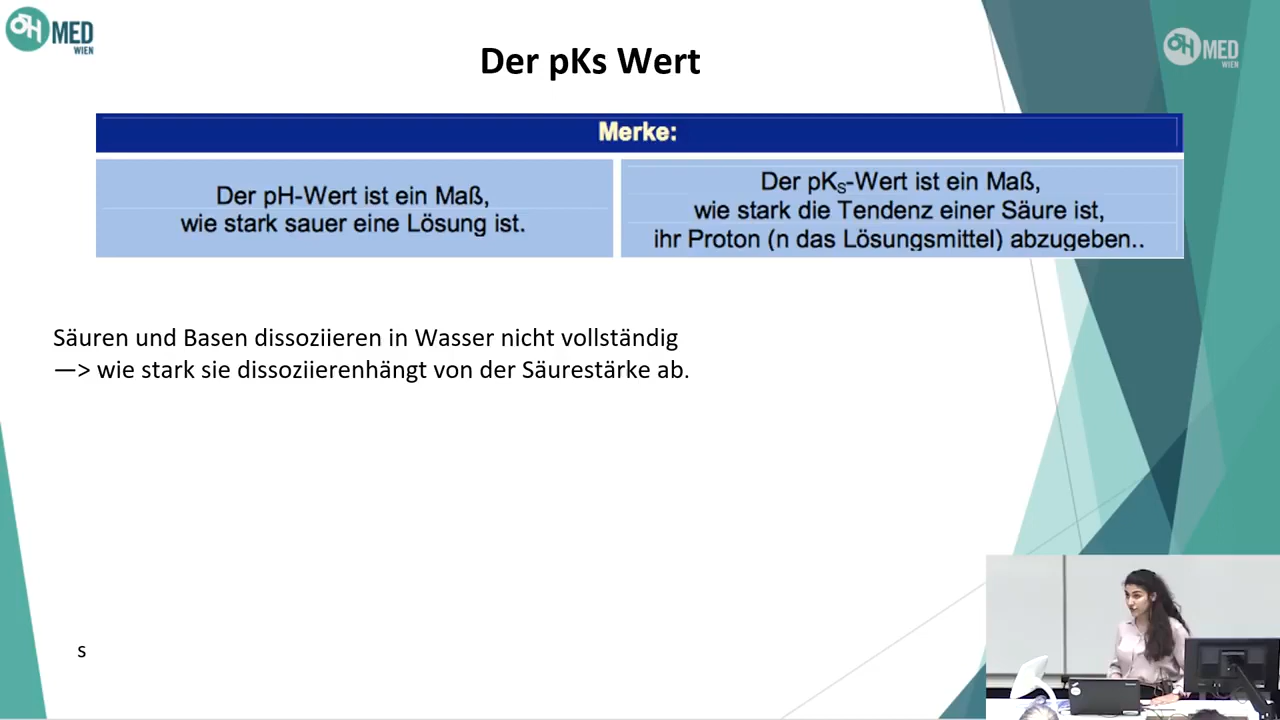 ÖH MED
WIEN
ÖH MED
WIEN
Der pKs Wert
Merke:
Der pH-Wert ist ein Maß,
wie stark sauer eine Lösung ist.
Der pKS-Wert ist ein Maß,
wie stark die Tendenz einer Säure ist,
ihr Proton (n das Lösungsmittel) abzugeben..
Säuren und Basen dissoziieren in Wasser nicht vollständig
—> wie stark sie dissoziierenhängt von der Säurestärke ab.
s